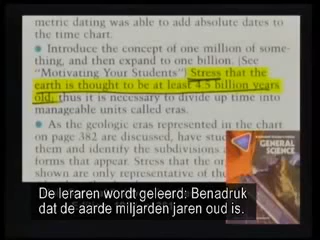 metric dating was able to add absolute dates to
the time chart.
• Introduce the concept of one million of some-
thing, and then expand to one billion. (See
"Motivating Your Students") Stress that the
earth is thought to be at least 4.5 billion years
old; thus it is necessary to divide up time into
manageable units called eras.
• As the geologic eras represented in the chart
on page 382 are discussed, have stu
them and identify the subdivisions a
forms that appear. Stress that the or
shown are only representative of the
GENERAL
SCIENCE
De leraren wordt geleerd: Benadruk
dat de aarde miljarden jaren oud is.